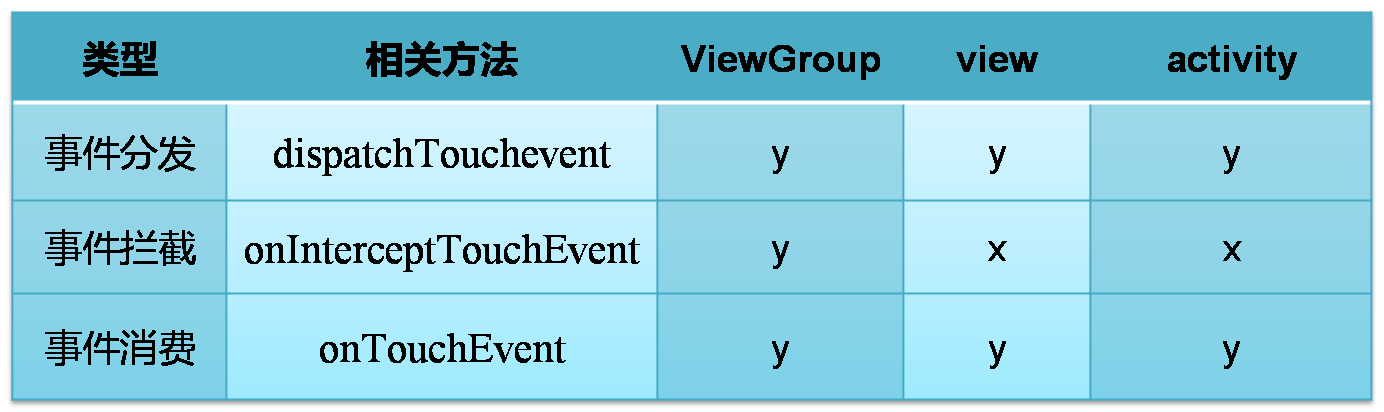 类型 相关方法 ViewGroup view activity
事件分发 dispatchTouchevent y y y
事件拦截 onInterceptTouchEvent y x x
事件消费 onTouchEvent y y y